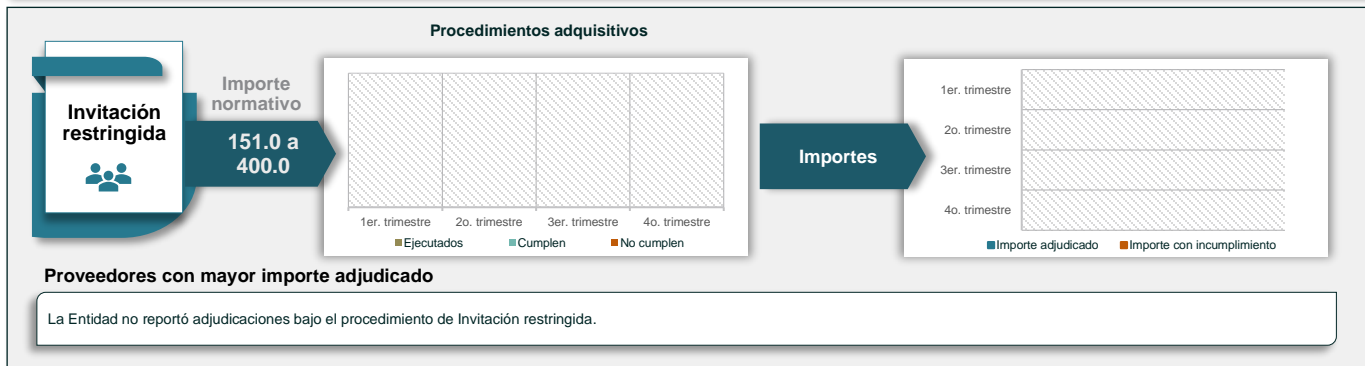 Procedimientos adquisitivos
Invitación
restringida
Importe
normativo
151.0 a
400.0
1er. trimestre 2o. trimestre 3er. trimestre 4o. trimestre
Ejecutados Cumplen No cumplen
Importes
1er. trimestre
2o. trimestre
3er. trimestre
4o. trimestre
Importe adjudicado Importe con incumplimiento
Proveedores con mayor importe adjudicado
La Entidad no reportó adjudicaciones bajo el procedimiento de Invitación restringida.